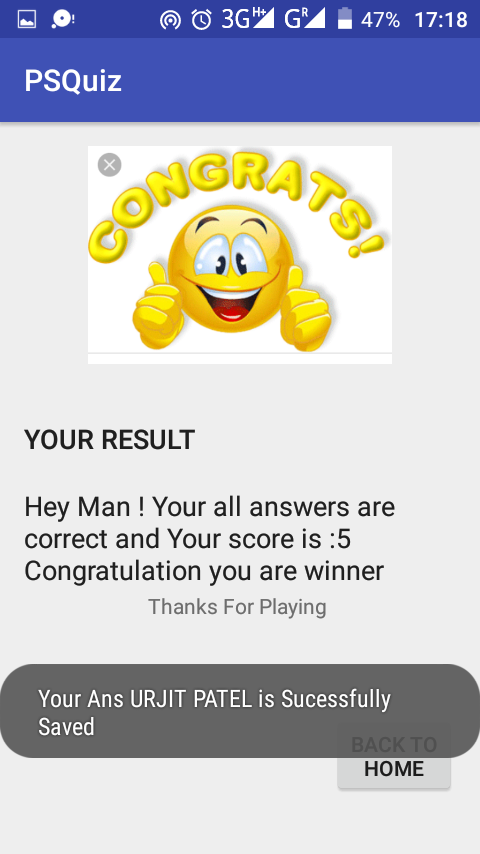 3G H+ G R 47% 17:18
PSQuiz
CONGRATS!
YOUR RESULT
Hey Man ! Your all answers are
correct and Your score is :5
Congratulation you are winner
Thanks For Playing
Your Ans URJIT PATEL is Sucessfully
Saved
BACK TO
HOME